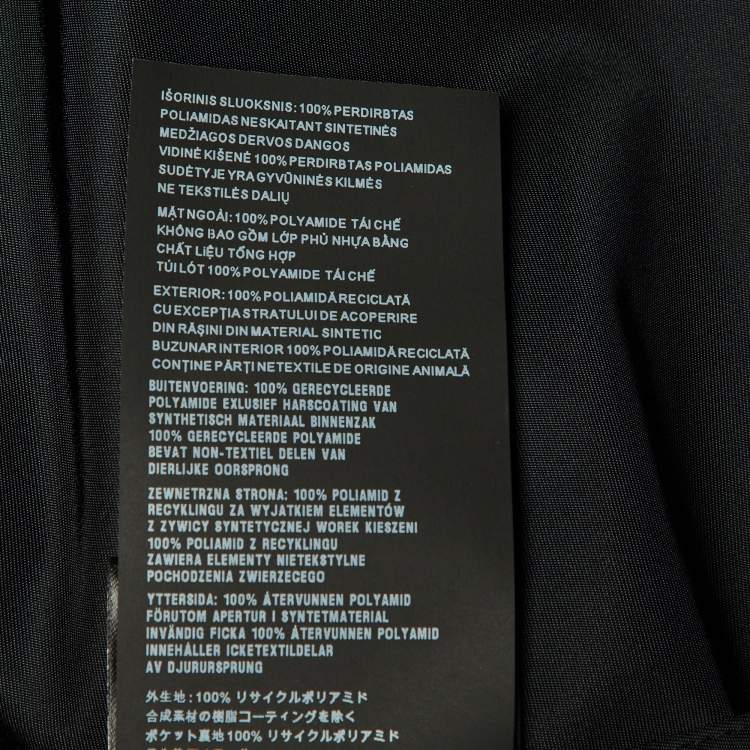 IŠORINIS SLUOKSNIS: 100% PERDIRBTAS
POLIAMIDAS NESKAITANT SINTETINĖS
MEDŽIAGOS DERVOS DANGOS
VIDINĖ KIŠENĖ 100% PERDIRBTAS POLIAMIDAS
SUDĖTYJE YRA GYVŪNINĖS KILMĖS
NE TEKSTILĖS DALIŲ
MẶT NGOÀI: 100% POLYAMIDE TÁI CHẾ
KHÔNG BAO GỒM LỚP PHỦ NHỰA BẰNG
CHẤT LIỆU TỔNG HỢP
TÚI LÓT 100% POLYAMIDE TÁI CHẾ
EXTERIOR: 100% POLIAMIDĂ RECICLATĂ
CU EXCEPȚIA STRATULUI DE ACOPERIRE
DIN RĂȘINI DIN MATERIAL SINTETIC
BUZUNAR INTERIOR 100% POLIAMIDĂ RECICLATĂ
CONȚINE PĂRȚI NETEXTILE DE ORIGINE ANIMALĂ
BUITENVOERING: 100% GERECYCLEERDE
POLYAMIDE EXLUSIEF HARSCOATING VAN
SYNTHETISCH MATERIAAL BINNENZAK
100% GERECYCLEERDE POLYAMIDE
BEVAT NON-TEXTIEL DELEN VAN
DIERLIJKE OORSPRONG
ZEWNETRZNA STRONA: 100% POLIAMID Z
RECYKLINGU ZA WYJATKIEM ELEMENTÓW
Z ZYWICY SYNTETYCZNEJ WOREK KIESZENI
100% POLIAMID Z RECYKLINGU
ZAWIERA ELEMENTY NIETEKSTYLNE
POCHODZENIA ZWIERZECEGO
YTTERSIDA: 100% ÅTERVUNNEN POLYAMID
FÖRUTOM APERTUR I SYNTETMATERIAL
INVÄNDIG FICKA 100% ÅTERVUNNEN POLYAMID
INNEHÅLLER ICKETEXTILDELAR
AV DJURURSPRUNG
外生地: 100% リサイクルポリアミド
合成素材の樹脂コーティングを除く
ポケット裏地100% リサイクルポリアミド